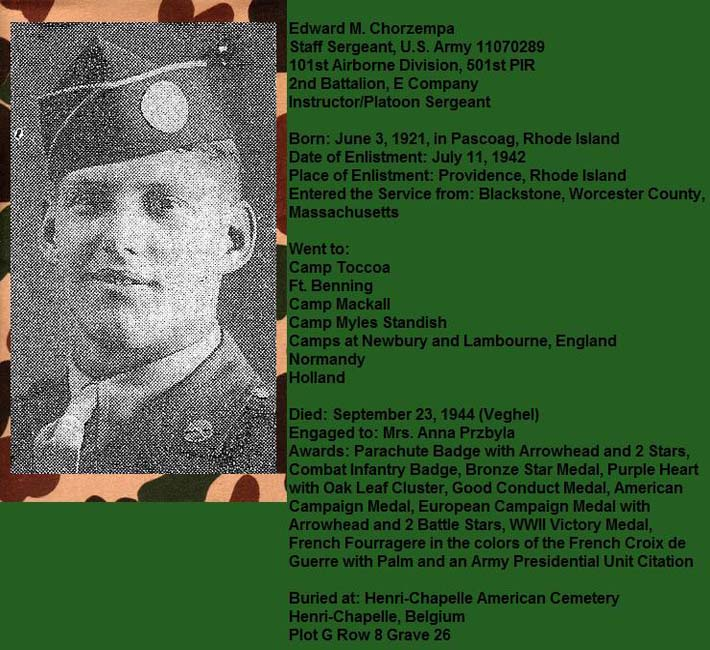 Edward M. Chorzempa
Staff Sergeant, U.S. Army 11070289
101st Airborne Division, 501st PIR
2nd Battalion, E Company
Instructor/Platoon Sergeant
Born: June 3, 1921, in Pascoag, Rhode Island
Date of Enlistment: July 11, 1942
Place of Enlistment: Providence, Rhode Island
Entered the Service from: Blackstone, Worcester County,
Massachusetts
Went to:
Camp Toccoa
Ft. Benning
Camp Mackall
Camp Myles Standish
Camps at Newbury and Lambourne, England
Normandy
Holland
Died: September 23, 1944 (Veghel)
Engaged to: Mrs. Anna Przbyla
Awards: Parachute Badge with Arrowhead and 2 Stars,
Combat Infantry Badge, Bronze Star Medal, Purple Heart
with Oak Leaf Cluster, Good Conduct Medal, American
Campaign Medal, European Campaign Medal with
Arrowhead and 2 Battle Stars, WWII Victory Medal,
French Fourragere in the colors of the French Croix de
Guerre with Palm and an Army Presidential Unit Citation
Buried at: Henri-Chapelle American Cemetery
Henri-Chapelle, Belgium
Plot G Row 8 Grave 26